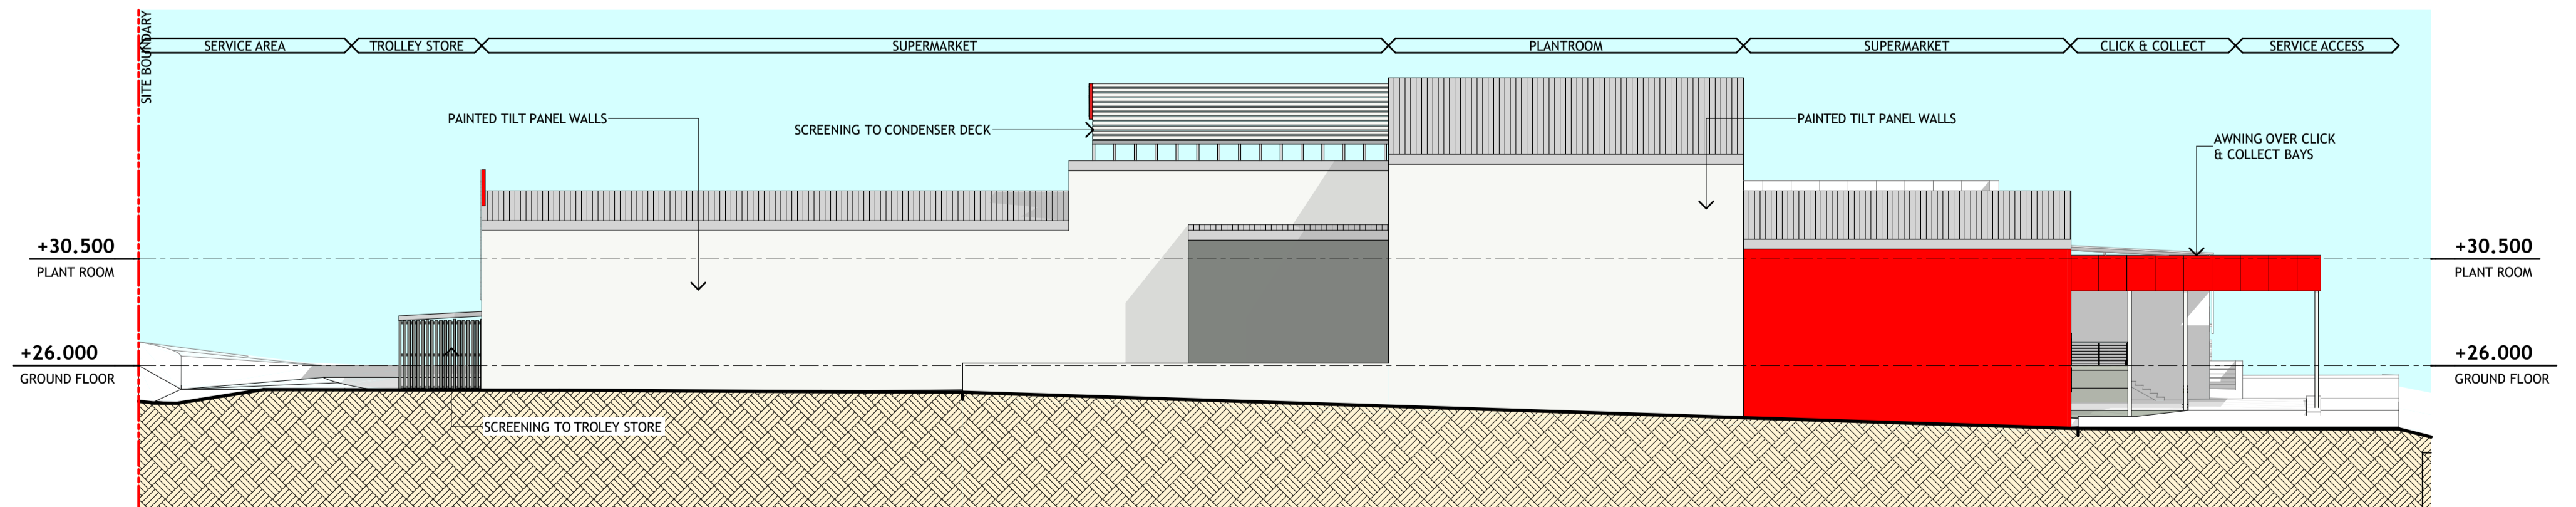 SITE BOUNDARY
SERVICE AREA
TROLLEY STORE
SUPERMARKET
PLANTROOM
SUPERMARKET
CLICK & COLLECT
SERVICE ACCESS
PAINTED TILT PANEL WALLS
SCREENING TO CONDENSER DECK
PAINTED TILT PANEL WALLS
AWNING OVER CLICK
& COLLECT BAYS
+30.500
PLANT ROOM
+30.500
PLANT ROOM
+26.000
GROUND FLOOR
+26.000
GROUND FLOOR
SCREENING TO TROLEY STORE